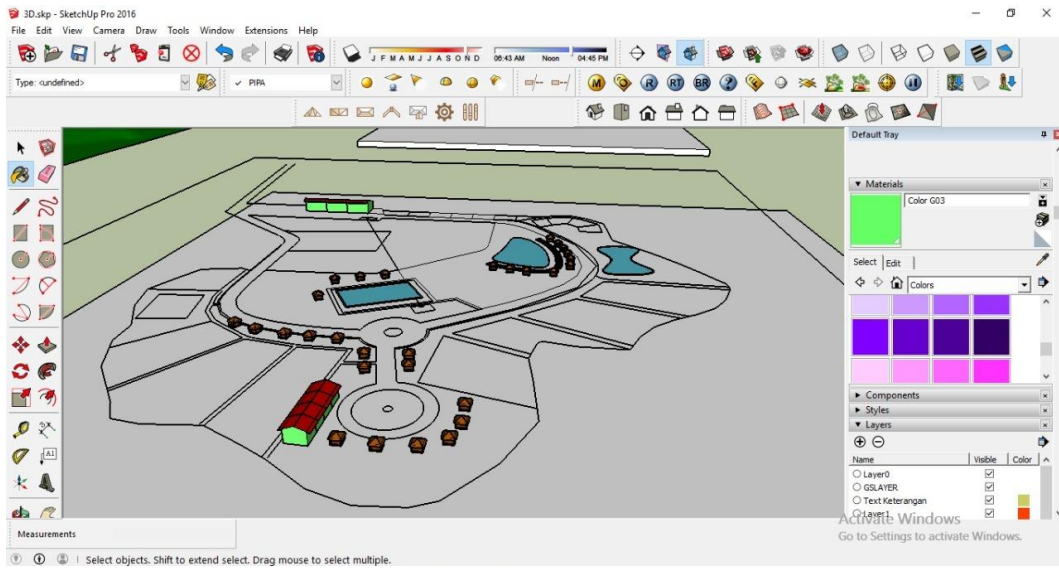 3D.skp - SketchUp Pro 2016
File Edit View Camera Draw Tools Window Extensions Help
J F M A M J J A S O N D 06:43 AM Noon 04:45 PM
Type: <undefined> PIPA
M R RT BR
Default Tray
Materials
Color G03
Select Edit
Colors
Components
Styles
Layers
Name Visible Color
Layer0
GSLAYER
Text Keterangan
Layer1
A1
Activate Windows
Go to Settings to activate Windows.
Measurements
Select objects. Shift to extend select. Drag mouse to select multiple.